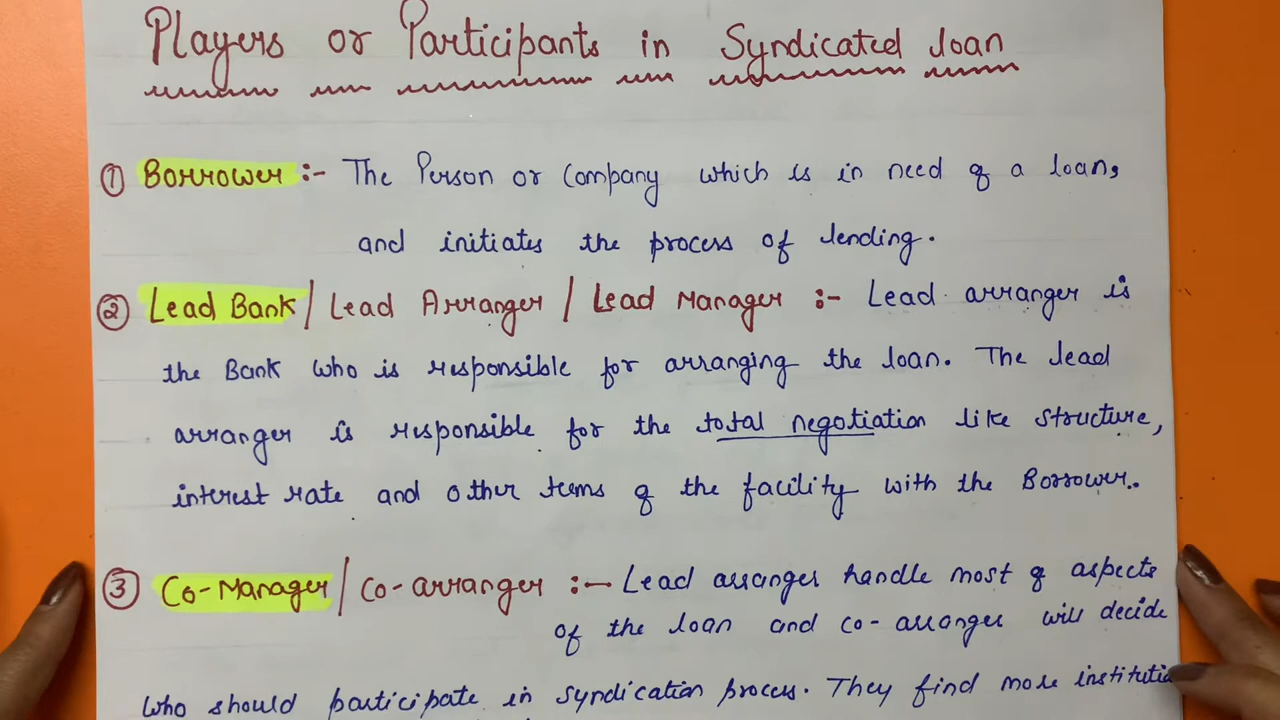 Players or Participants in Syndicated loan
① Borrower :- The Person or Company which is in need of a loan,
and initiates the process of lending.
② Lead Bank / Lead Arranger / Lead Manager :- Lead arranger is
the Bank who is responsible for arranging the loan. The lead
arranger is responsible for the total negotiation like structure,
interest rate and other terms of the facility with the Borrower.
③ Co-Manager / Co-arranger :- Lead arranger handle most of aspects
of the loan and co-arranger will decide
who should participate in syndication process. They find more